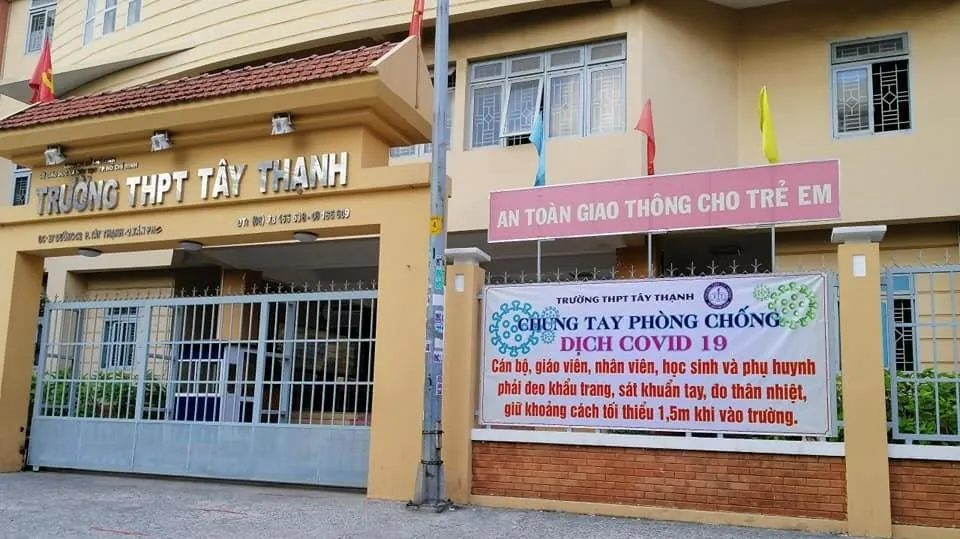 TRƯỜNG THPT TÂY THẠNH
AN TOÀN GIAO THÔNG CHO TRẺ EM
TRƯỜNG THPT TÂY THẠNH
CHUNG TAY PHÒNG CHỐNG
DỊCH COVID 19
Cán bộ, giáo viên, nhân viên, học sinh và phụ huynh
phải đeo khẩu trang, sát khuẩn tay, đo thân nhiệt,
giữ khoảng cách tối thiểu 1,5m khi vào trường.